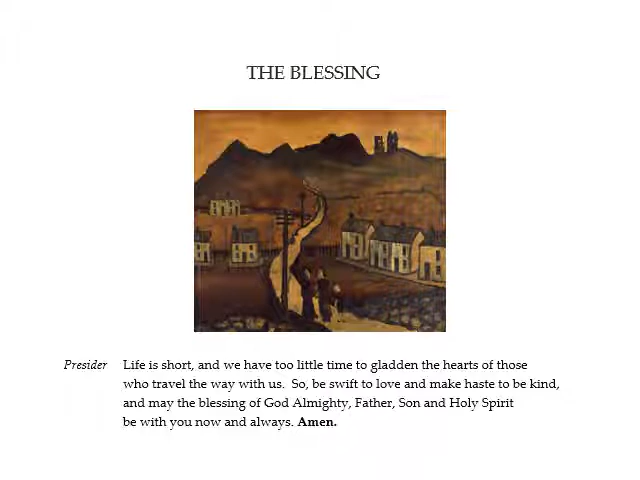 THE BLESSING
Presider Life is short, and we have too little time to gladden the hearts of those
who travel the way with us. So, be swift to love and make haste to be kind,
and may the blessing of God Almighty, Father, Son and Holy Spirit
be with you now and always. Amen.